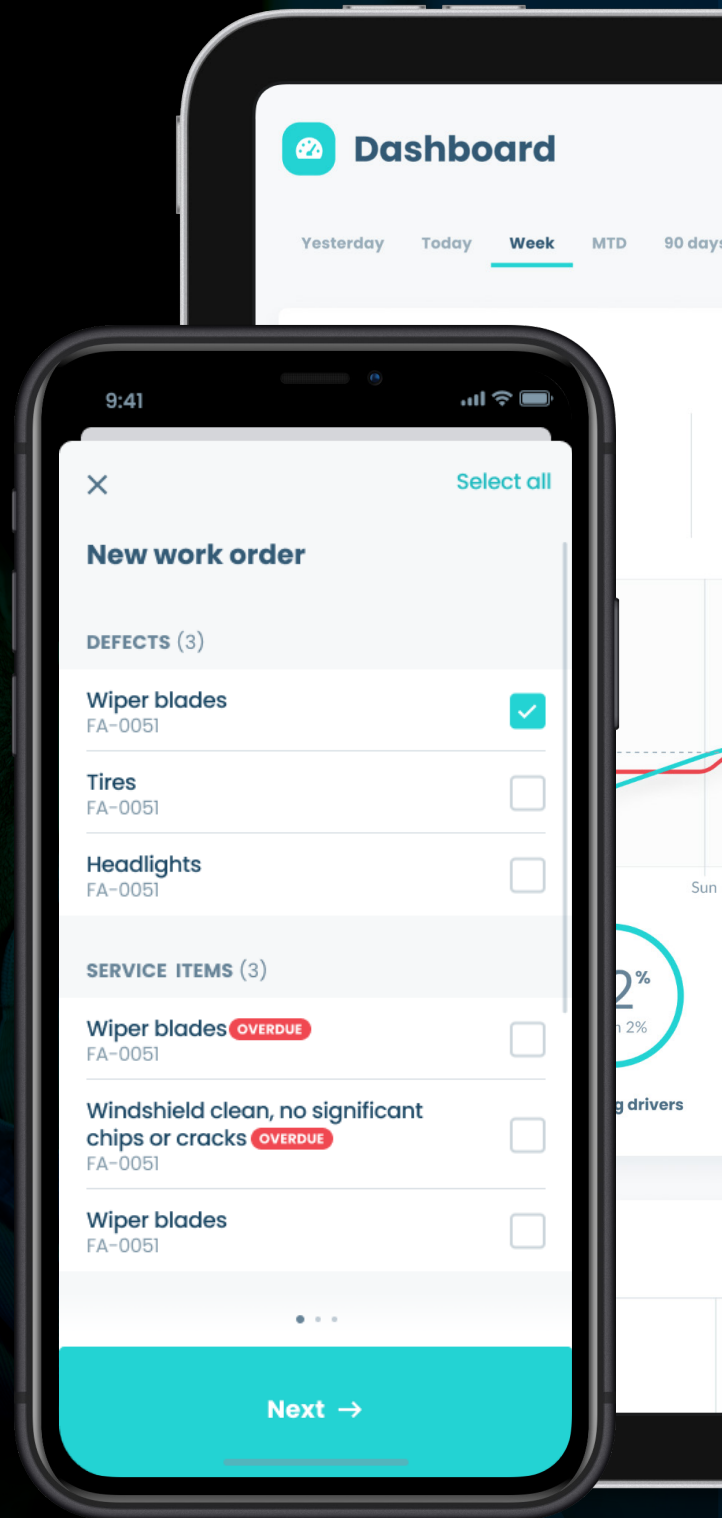 Dashboard
Yesterday Today Week MTD 90 days
9:41
Select all
New work order
DEFECTS (3)
Wiper blades
FA-0051
Tires
FA-0051
Headlights
FA-0051
SERVICE ITEMS (3)
Wiper blades OVERDUE
FA-0051
Windshield clean, no significant
chips or cracks OVERDUE
FA-0051
Wiper blades
FA-0051
Next →
Sun
2%
2%
drivers